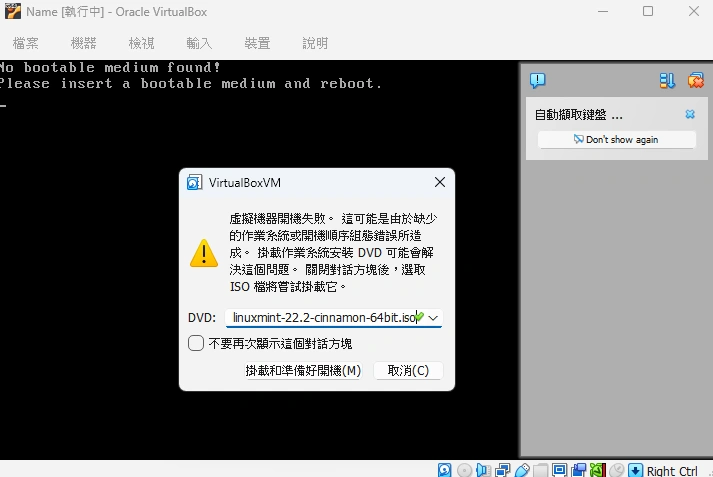 Name [執行中] - Oracle VirtualBox
檔案 機器 檢視 輸入 裝置 說明
No bootable medium found!
Please insert a bootable medium and reboot.
_
自動擷取鍵盤 ...
Don't show again
VirtualBoxVM
虛擬機器開機失敗。 這可能是由於缺少
的作業系統或開機順序組態錯誤所造
成。 掛載作業系統安裝 DVD 可能會解
決這個問題。 關閉對話方塊後，選取
ISO 檔將嘗試掛載它。
DVD: linuxmint-22.2-cinnamon-64bit.iso
不要再次顯示這個對話方塊
掛載和準備好開機(M) 取消(C)
Right Ctrl